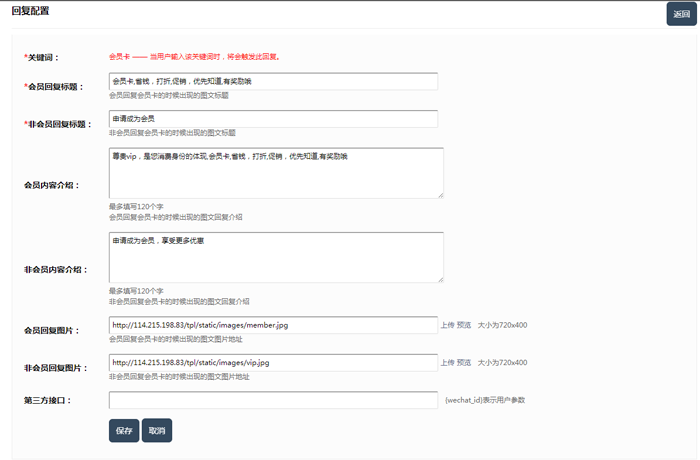 回复配置
返回
*关键词：
会员卡 —— 当用户输入该关键词时，将会触发此回复。
*会员回复标题：
会员卡,省钱，打折,促销，优先知道,有奖励哦
会员回复会员卡的时候出现的图文标题
*非会员回复标题：
申请成为会员
非会员回复会员卡的时候出现的图文标题
会员内容介绍：
尊贵vip，是您消费身份的体现,会员卡,省钱，打折,促销，优先知道,有奖励哦
最多填写120个字
会员回复会员卡的时候出现的图文回复介绍
非会员内容介绍：
申请成为会员，享受更多优惠
最多填写120个字
非会员回复会员卡的时候出现的图文回复介绍
会员回复图片：
http://114.215.198.83/tpl/static/images/member.jpg
上传 预览 大小为720x400
会员回复会员卡的时候出现的图文图片地址
非会员回复图片：
http://114.215.198.83/tpl/static/images/vip.jpg
上传 预览 大小为720x400
非会员回复会员卡的时候出现的图文图片地址
第三方接口：
{wechat_id}表示用户参数
保存
取消